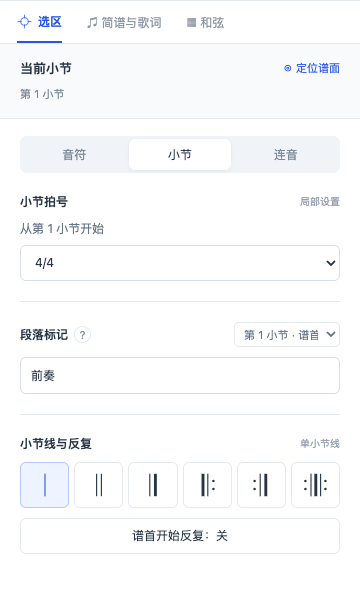 选区 简谱与歌词 和弦
当前小节 定位谱面
第 1 小节
音符 小节 连音
小节拍号 局部设置
从第 1 小节开始
4/4
段落标记 ? 第 1 小节 · 谱首
前奏
小节线与反复 单小节线
谱首开始反复：关